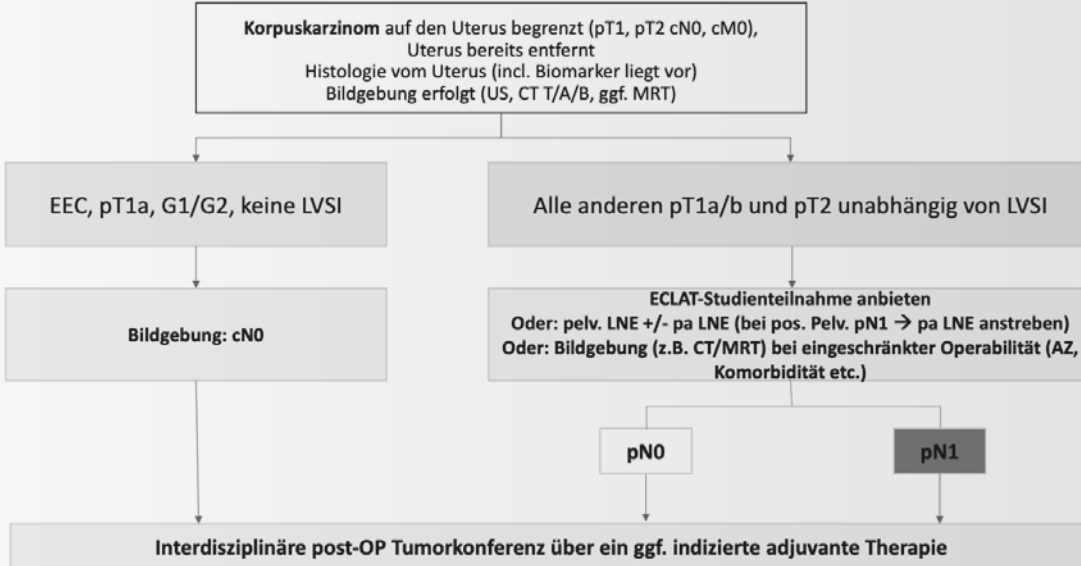 Korpuskarzinom auf den Uterus begrenzt (pT1, pT2 cN0, cM0),
Uterus bereits entfernt
Histologie vom Uterus (incl. Biomarker liegt vor)
Bildgebung erfolgt (US, CT T/A/B, ggf. MRT)
EEC, pT1a, G1/G2, keine LVSI
Alle anderen pT1a/b und pT2 unabhängig von LVSI
Bildgebung: cN0
ECLAT-Studienteilnahme anbieten
Oder: pelv. LNE +/- pa LNE (bei pos. Pelv. pN1 → pa LNE anstreben)
Oder: Bildgebung (z.B. CT/MRT) bei eingeschränkter Operabilität (AZ,
Komorbidität etc.)
pN0
pN1
Interdisziplinäre post-OP Tumorkonferenz über ein ggf. indizierte adjuvante Therapie